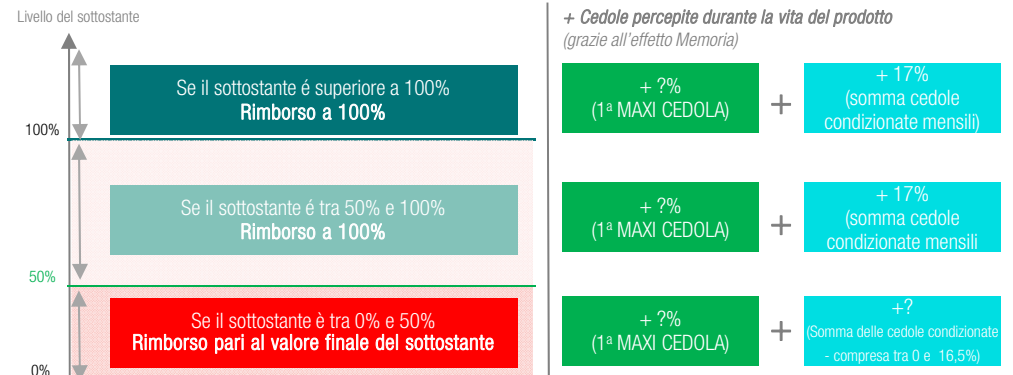 Livello del sottostante
+ Cedole percepite durante la vita del prodotto
(grazie all'effetto Memoria)
Se il sottostante é superiore a 100%
Rimborso a 100%
+ ?%
(1ª MAXI CEDOLA)
+
+ 17%
(somma cedole
condizionate mensili)
100%
Se il sottostante é tra 50% e 100%
Rimborso a 100%
+ ?%
(1ª MAXI CEDOLA)
+
+ 17%
(somma cedole
condizionate mensili
50%
Se il sottostante è tra 0% e 50%
Rimborso pari al valore finale del sottostante
+ ?%
(1ª MAXI CEDOLA)
+
+?
(Somma delle cedole condizionate
- compresa tra 0 e 16,5%)
0%